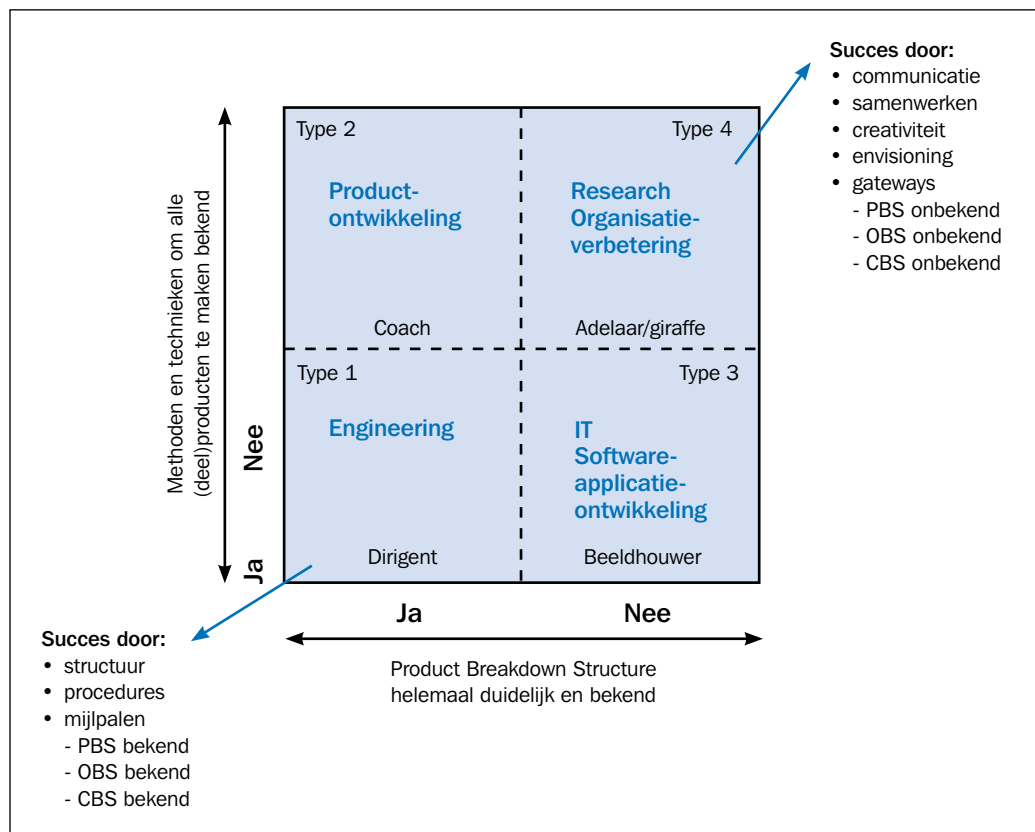 Succes door:
• communicatie
• samenwerken
• creativiteit
• envisioning
• gateways
- PBS onbekend
- OBS onbekend
- CBS onbekend
Type 2
Type 4
Product-
ontwikkeling
Research
Organisatie-
verbetering
Coach
Adelaar/giraffe
Type 1
Type 3
Engineering
IT
Software-
applicatie-
ontwikkeling
Dirigent
Beeldhouwer
Methoden en technieken om alle
(deel)producten te maken bekend
Nee
Ja
Ja
Nee
Product Breakdown Structure
helemaal duidelijk en bekend
Succes door:
• structuur
• procedures
• mijlpalen
- PBS bekend
- OBS bekend
- CBS bekend